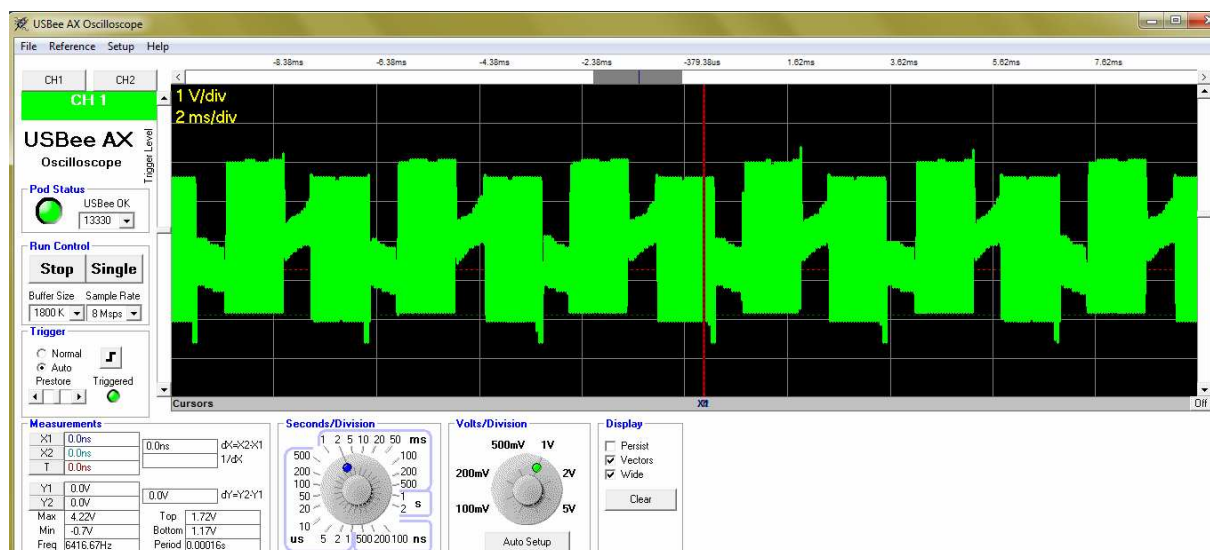 USBee AX Oscilloscope
File Reference Setup Help
-8.38ms -6.38ms -4.38ms -2.38ms -379.38us 1.62ms 3.62ms 5.62ms 7.62ms
CH1 CH2
CH 1
1 V/div
2 ms/div
USBee AX
Oscilloscope
Trigger Level
Pod Status
USBee OK
13330
Run Control
Stop Single
Buffer Size Sample Rate
1800 K 8 Msps
Trigger
Normal
Auto
Prestore Triggered
Cursors
Off
Measurements
X1 0.0ns
X2 0.0ns
T 0.0ns
0.0ns dX=X2-X1
1/dX
Y1 0.0V
Y2 0.0V
0.0V dY=Y2-Y1
Max 4.22V Top 1.72V
Min -0.7V Bottom 1.17V
Freq 6416.67Hz Period 0.00016s
Seconds/Division
1 2 5 10 20 50 ms
500 100
200 200
100 500
50 1
20 2 s
10
us 5 2 1 500 200 100 ns
Volts/Division
500mV 1V
200mV 2V
100mV 5V
Auto Setup
Display
Persist
Vectors
Wide
Clear